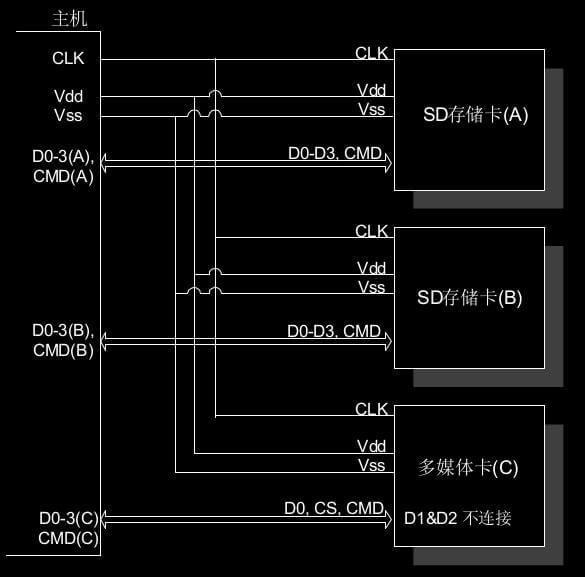 主机
CLK
CLK
Vdd
Vdd
Vss
Vss
SD存储卡(A)
D0-3(A),
CMD(A)
D0-D3, CMD
CLK
Vdd
Vss
SD存储卡(B)
D0-3(B),
CMD(B)
D0-D3, CMD
CLK
Vdd
Vss
多媒体卡(C)
D0-3(C)
CMD(C)
D0, CS, CMD
D1&D2 不连接